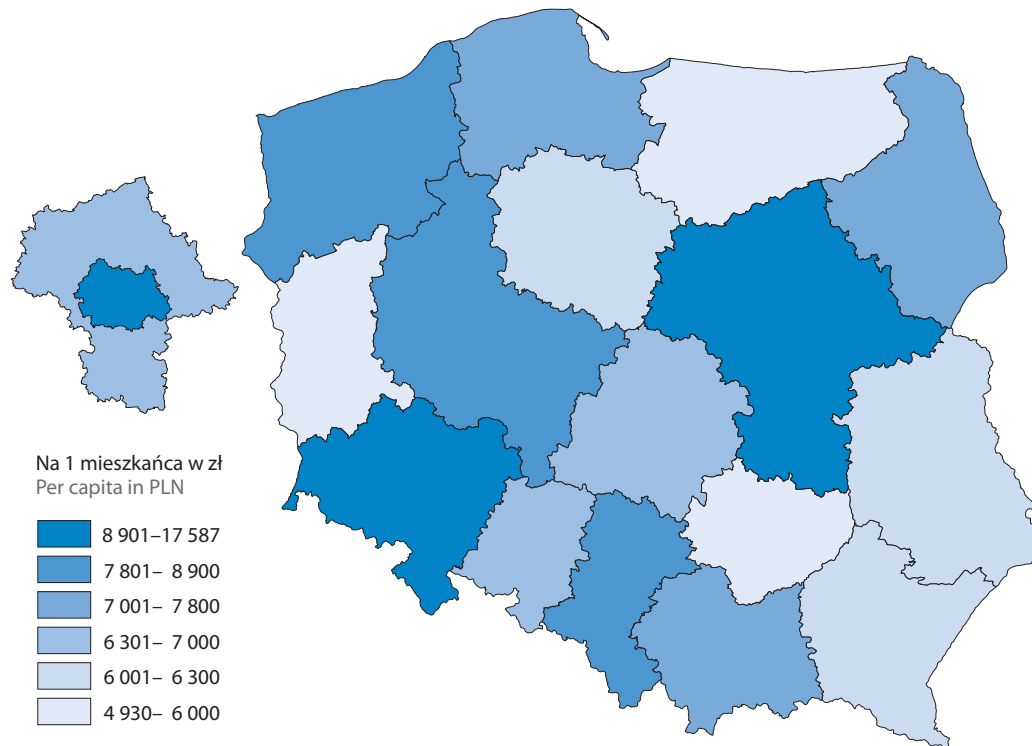 Na 1 mieszkańca w zł
Per capita in PLN
8 901–17 587
7 801– 8 900
7 001– 7 800
6 301– 7 000
6 001– 6 300
4 930– 6 000